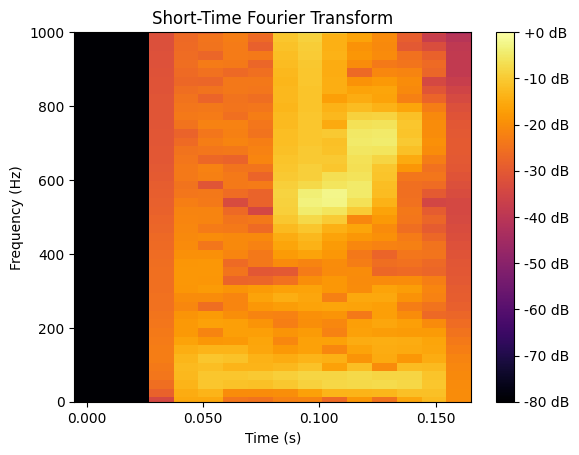 Short-Time Fourier Transform
1000
800
600
400
200
0
Frequency (Hz)
0.000
0.050
0.100
0.150
Time (s)
+0 dB
-10 dB
-20 dB
-30 dB
-40 dB
-50 dB
-60 dB
-70 dB
-80 dB